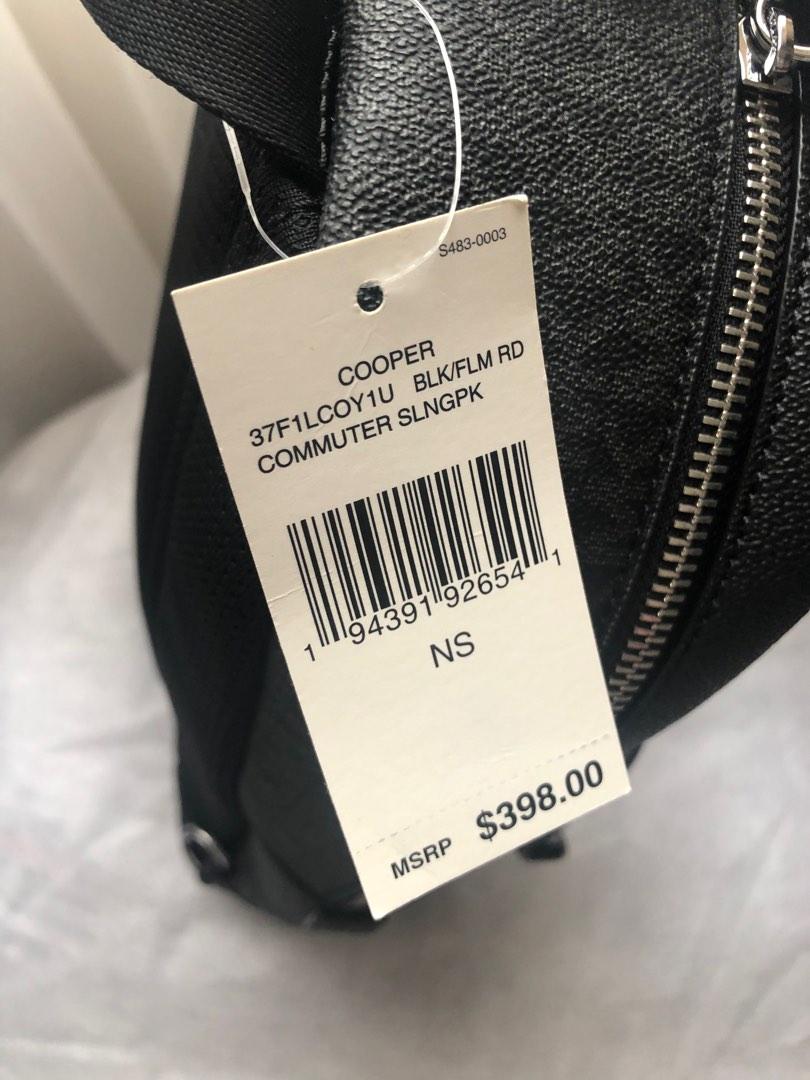 S483-0003
COOPER
37F1LCOY1U BLK/FLM RD
COMMUTER SLNGPK
1 94391 92654 1
NS
MSRP $398.00